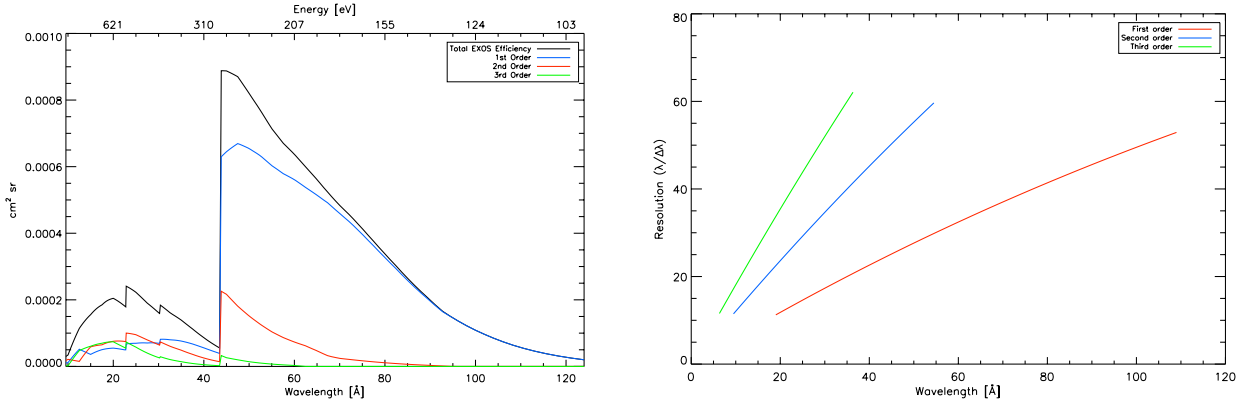 Energy [eV]
621 310 207 155 124 103
0.0010
0.0008
0.0006
0.0004
0.0002
0.0000
cm² sr
Total EXOS Efficiency
1st Order
2nd Order
3rd Order
20 40 60 80 100 120
Wavelength [Å]
80
60
40
20
0
Resolution (λ/Δλ)
First order
Second order
Third order
0 20 40 60 80 100 120
Wavelength [Å]